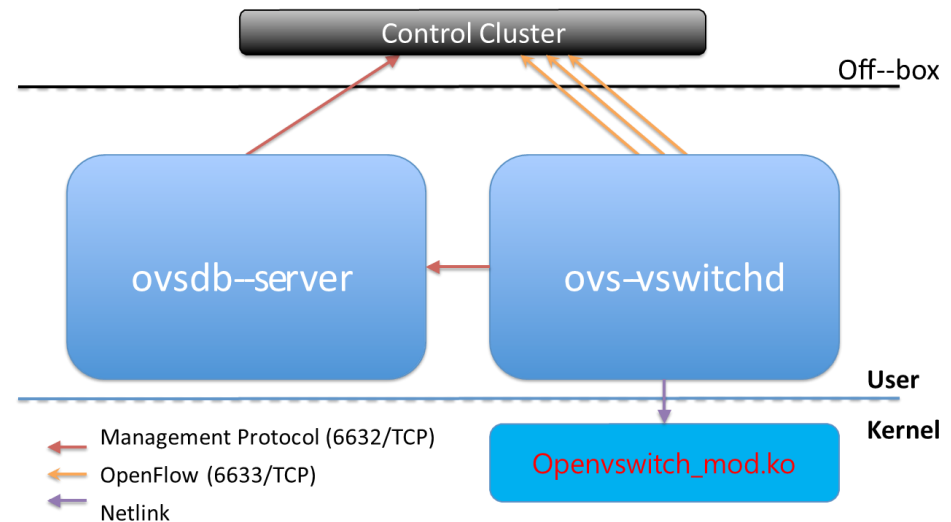 Control Cluster
Off--box
ovsdb--server
ovs--vswitchd
User
Kernel
Management Protocol (6632/TCP)
OpenFlow (6633/TCP)
Netlink
Openvswitch_mod.ko